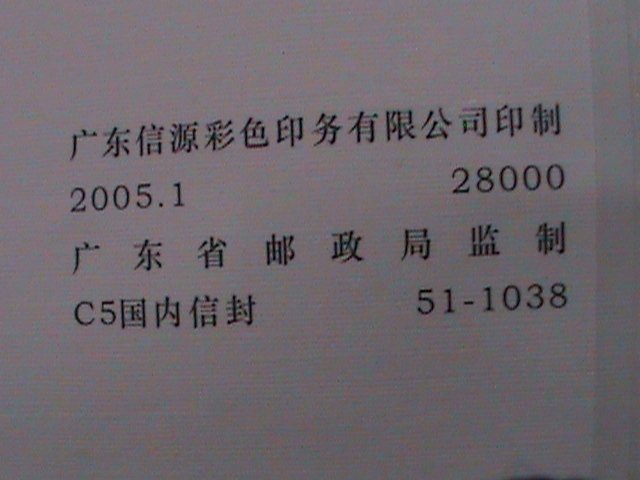 广东信源彩色印务有限公司印制
2005.1 28000
广东省邮政局监制
C5国内信封 51-1038